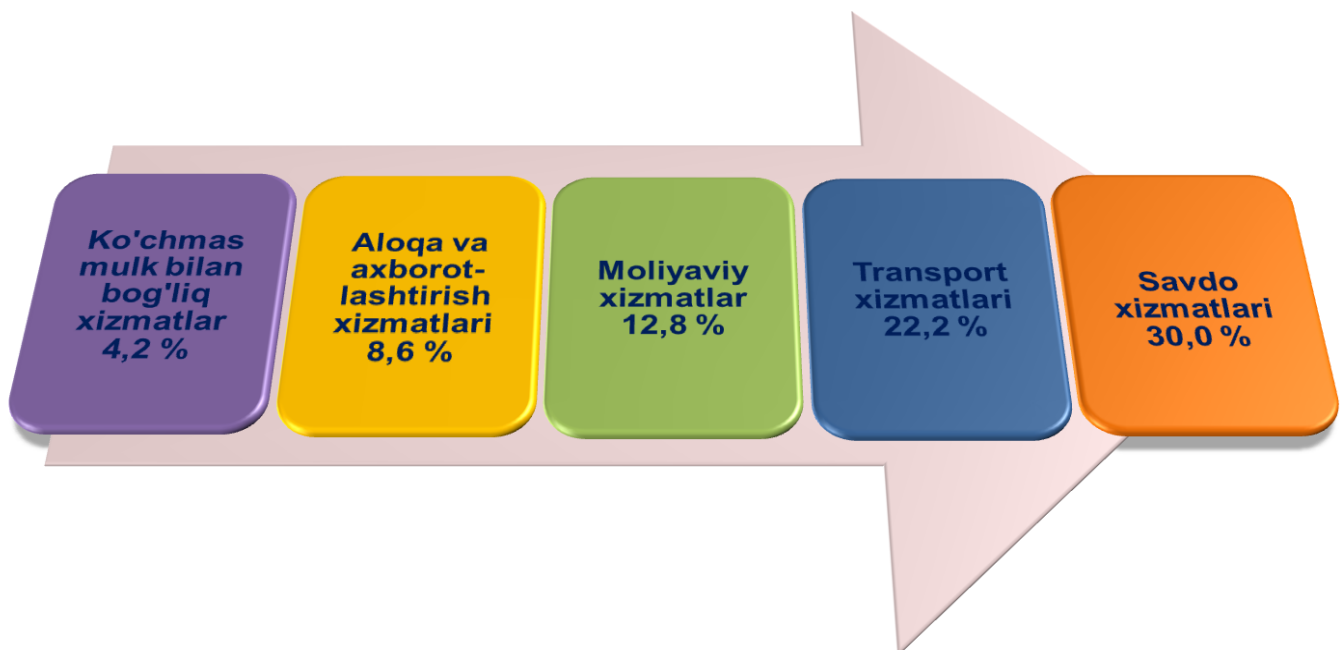 Ko'chmas
mulk bilan
bog'liq
xizmatlar
4,2 %
Aloqa va
axborot-
lashtirish
xizmatlari
8,6 %
Moliyaviy
xizmatlar
12,8 %
Transport
xizmatlari
22,2 %
Savdo
xizmatlari
30,0 %